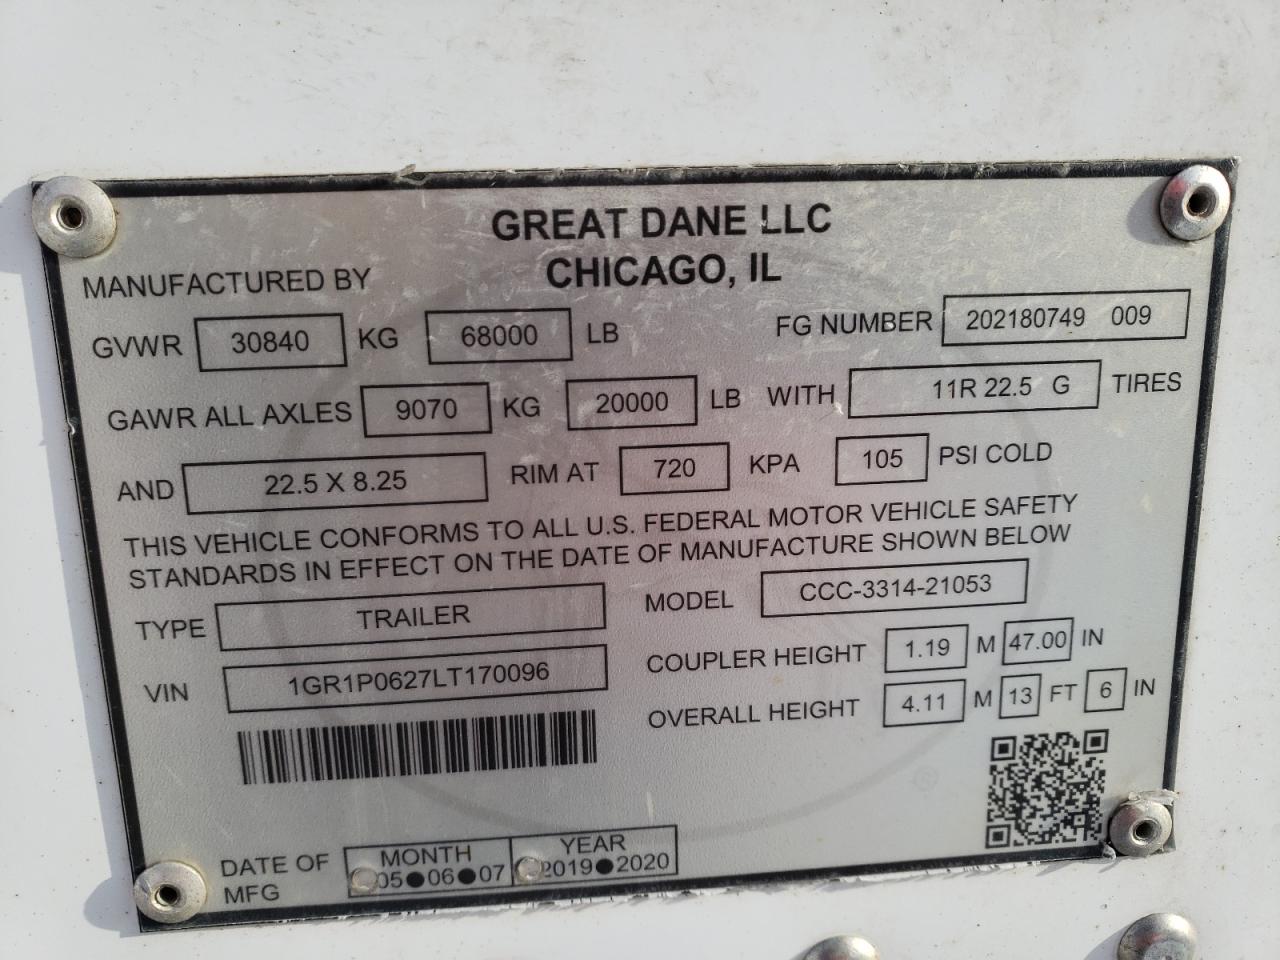 GREAT DANE LLC
MANUFACTURED BY CHICAGO, IL
GVWR 30840 KG 68000 LB FG NUMBER 202180749 009
GAWR ALL AXLES 9070 KG 20000 LB WITH 11R 22.5 G TIRES
AND 22.5 X 8.25 RIM AT 720 KPA 105 PSI COLD
THIS VEHICLE CONFORMS TO ALL U.S. FEDERAL MOTOR VEHICLE SAFETY
STANDARDS IN EFFECT ON THE DATE OF MANUFACTURE SHOWN BELOW
TYPE TRAILER MODEL CCC-3314-21053
VIN 1GR1P0627LT170096 COUPLER HEIGHT 1.19 M 47.00 IN
OVERALL HEIGHT 4.11 M 13 FT 6 IN
DATE OF MFG MONTH YEAR
05●06●07 2019●2020